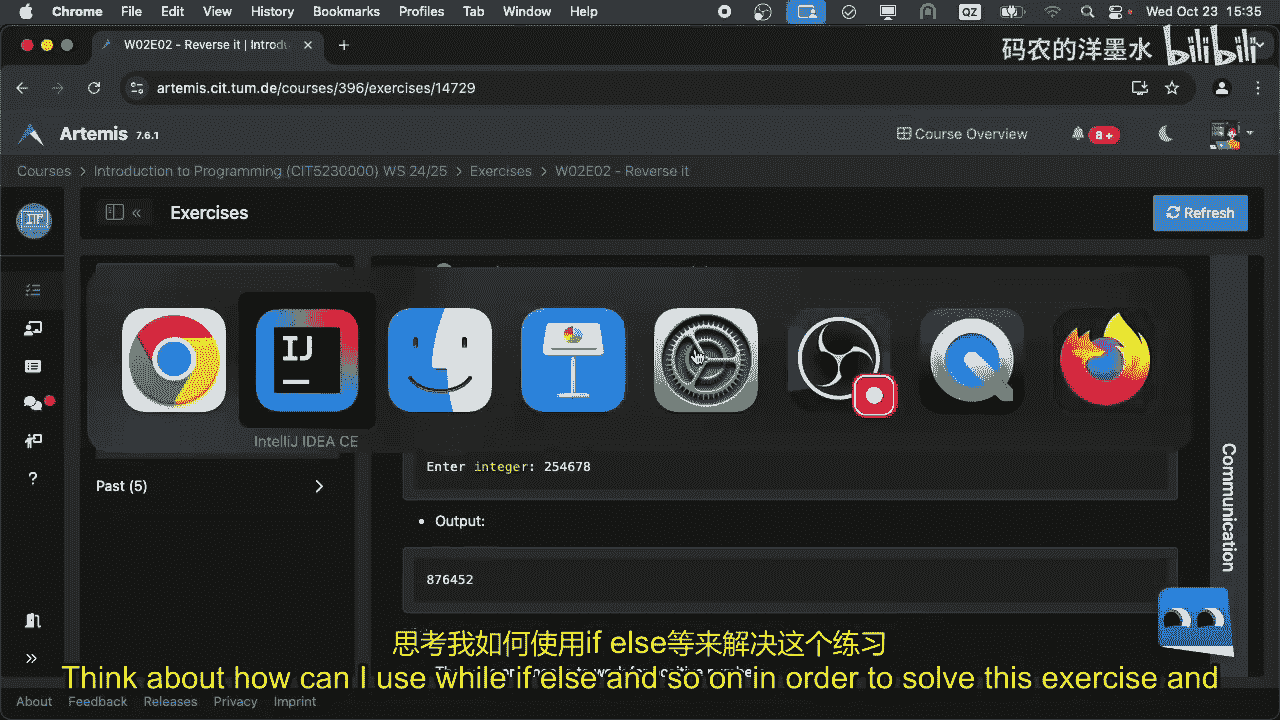 Chrome File Edit View History Bookmarks Profiles Tab Window Help QZ Wed Oct 23 15:35
W02E02 - Reverse it | Introdu
码农的洋墨水 bilibili
artemis.cit.tum.de/courses/396/exercises/14729
Artemis 7.6.1 Course Overview 8 +
Courses > Introduction to Programming (CIT5230000) WS 24/25 > Exercises > W02E02 - Reverse it
ITP
Exercises Refresh
IJ
IntelliJ IDEA CE
Enter integer: 254678
Past (5)
Output:
Communication
876452
思考我如何使用if else等来解决这个练习
Think about how can I use while if else and so on in order to solve this exercise and
About Feedback Releases Privacy Imprint